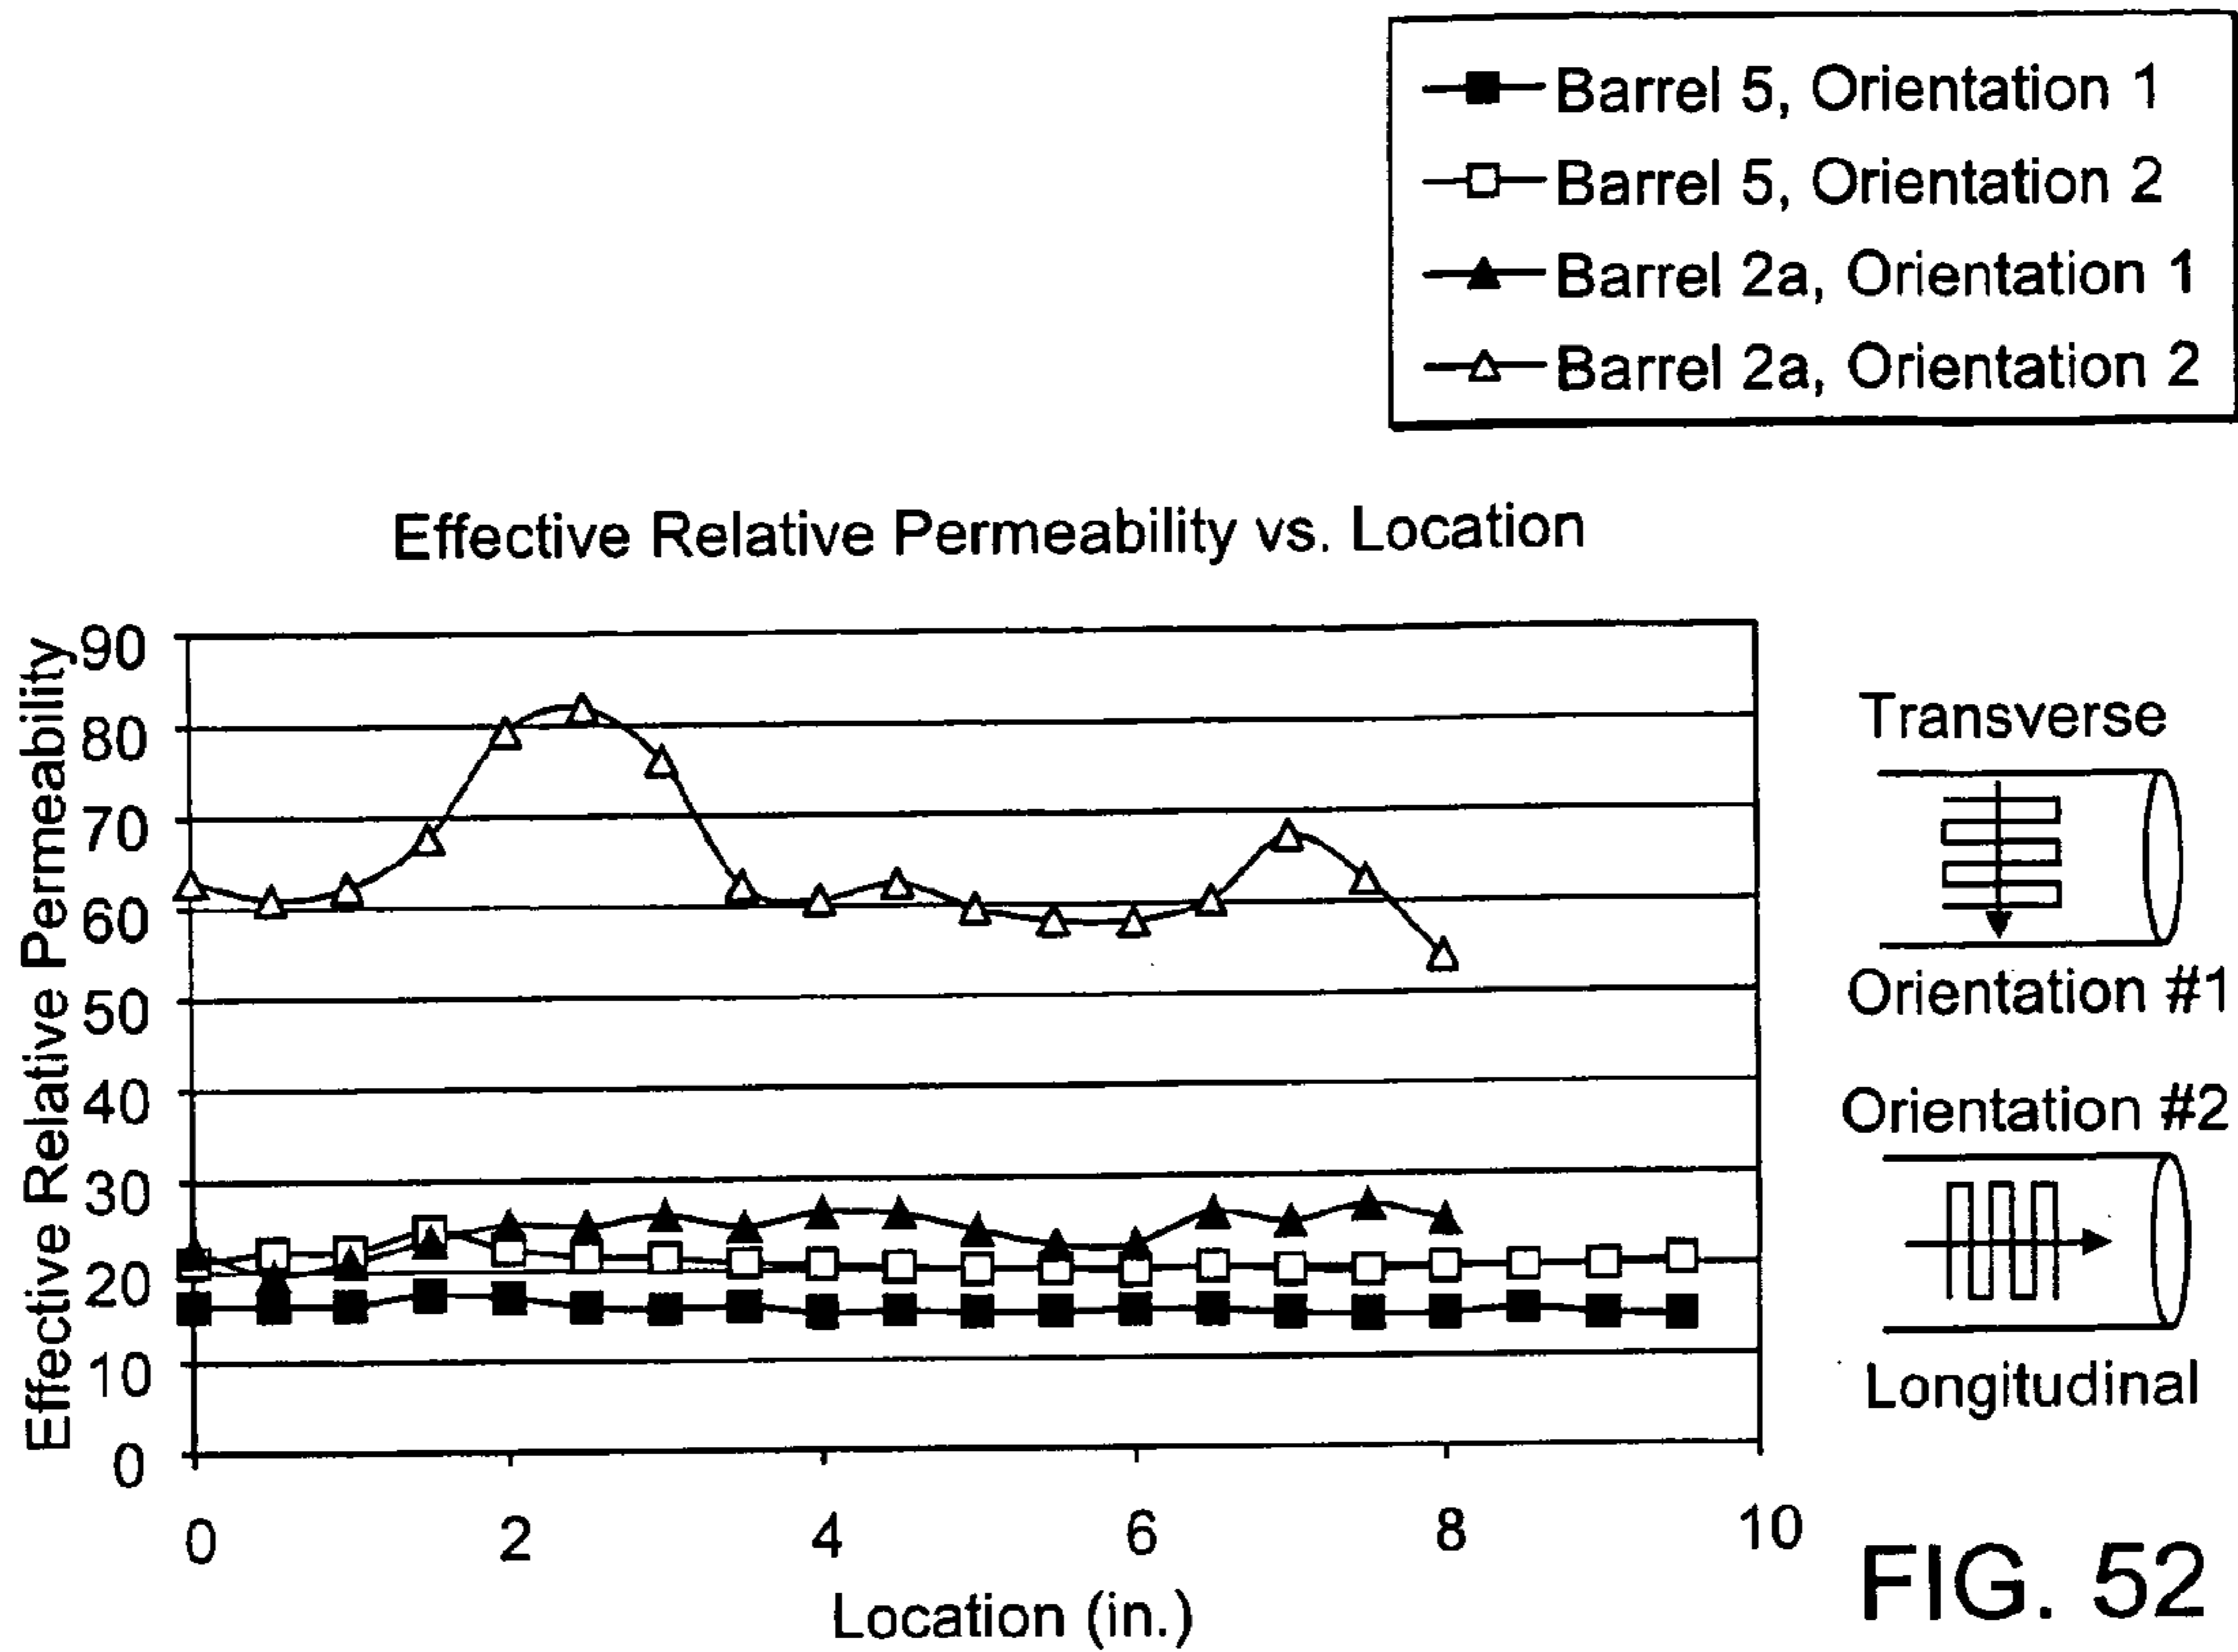 Barrel 5, Orientation 1
Barrel 5, Orientation 2
Barrel 2a, Orientation 1
Barrel 2a, Orientation 2
Effective Relative Permeability vs. Location
Effective Relative Permeability
90
80
70
60
50
40
30
20
10
0
0 2 4 6 8 10
Location (in.)
Transverse
Orientation #1
Orientation #2
Longitudinal
FIG. 52